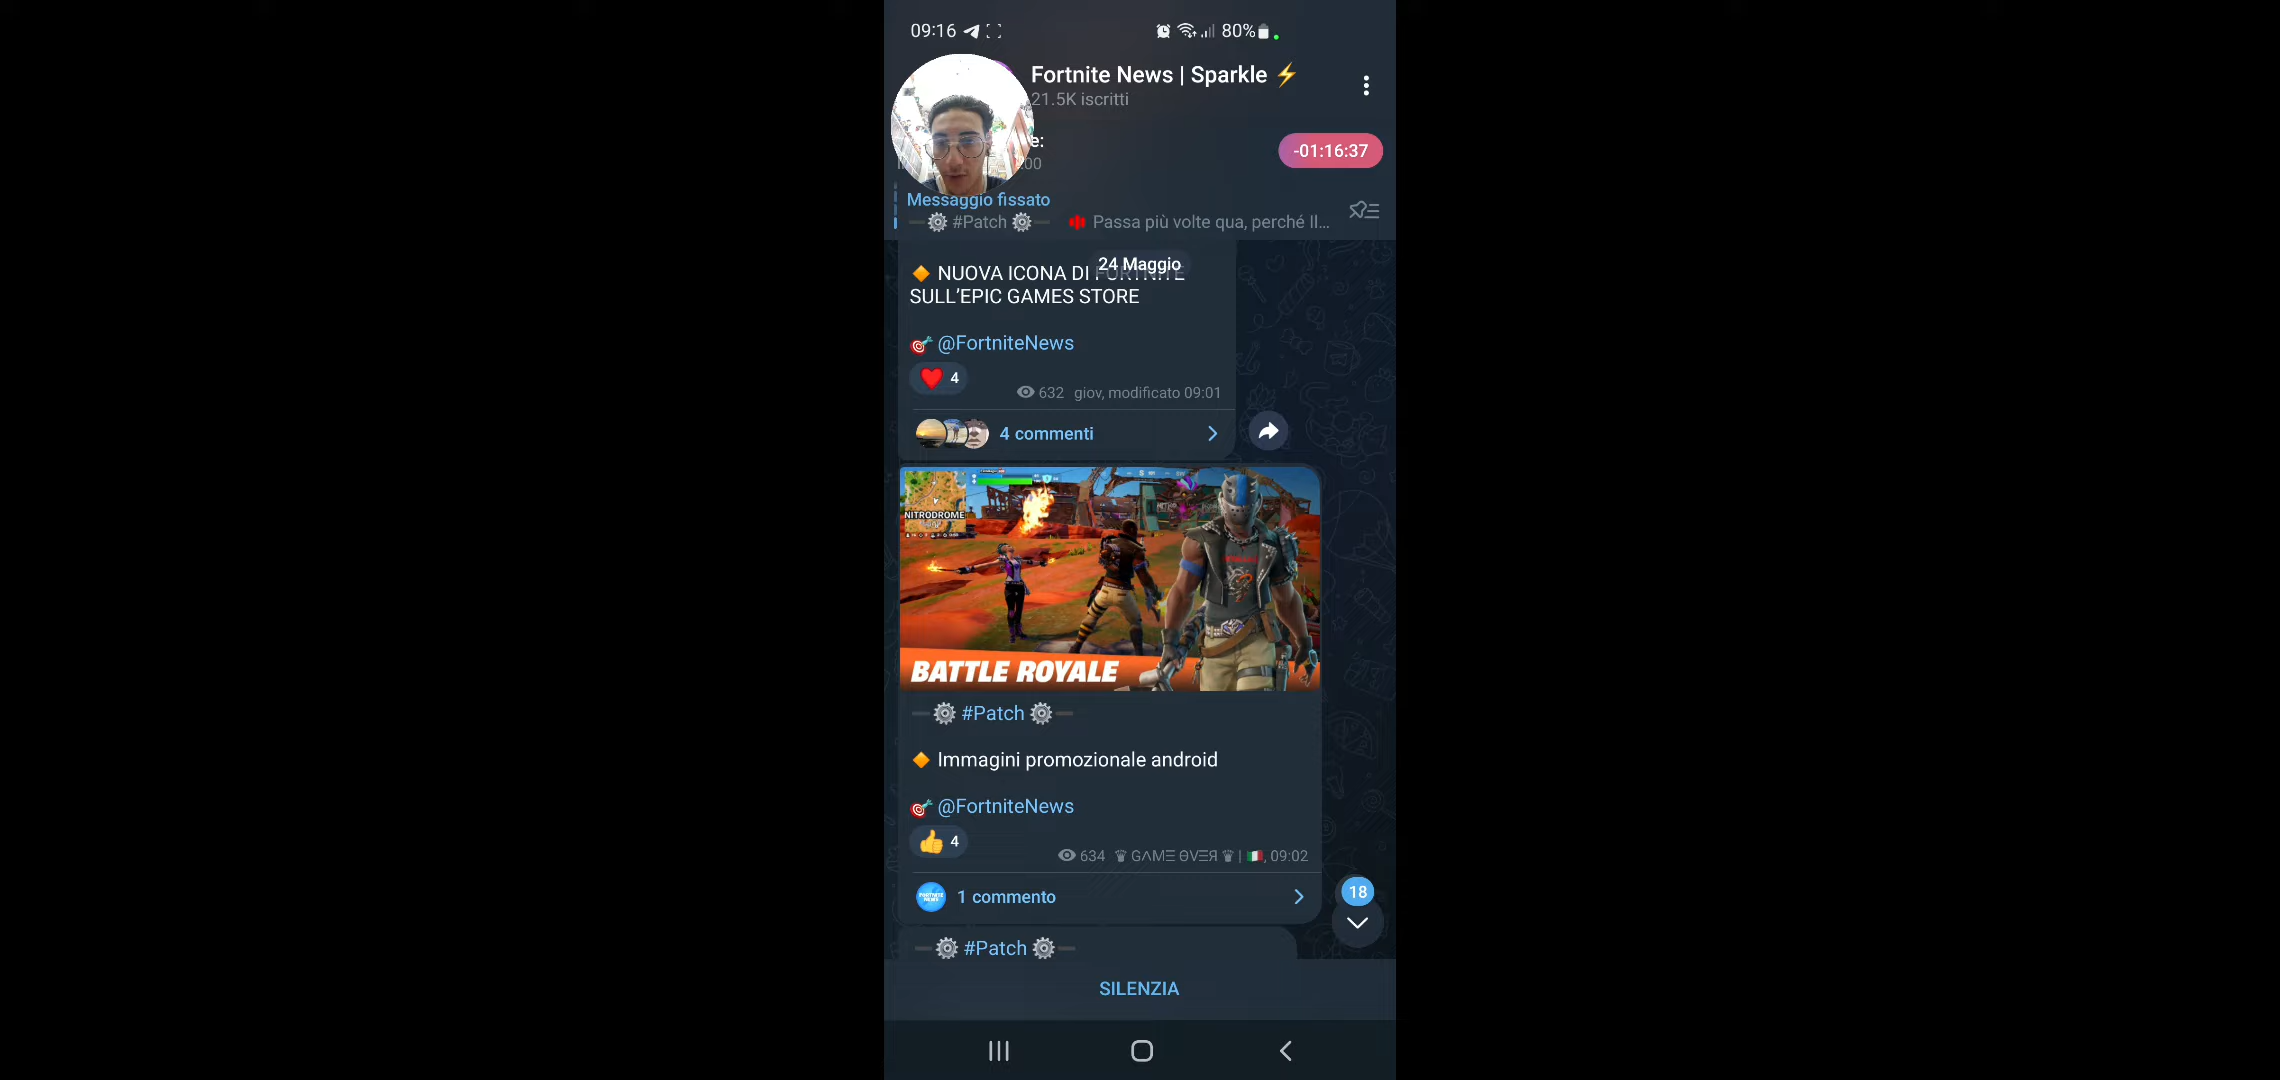 09:16 80%
Fortnite News | Sparkle ⚡
21.5K iscritti
e:
:00
-01:16:37
Messaggio fissato
—⚙️ #Patch ⚙️— Passa più volte qua, perché Il...
24 Maggio
🔸 NUOVA ICONA DI FORTNITE
SULL’EPIC GAMES STORE
🎯 @FortniteNews
❤️ 4
632 giov, modificato 09:01
4 commenti
NITRODROME
BATTLE ROYALE
—⚙️ #Patch ⚙️—
🔸 Immagini promozionale android
🎯 @FortniteNews
👍 4
634 ♛ GΛMΞ ӨVΞЯ ♛ | 🇮🇹, 09:02
1 commento
18
—⚙️ #Patch ⚙️—
SILENZIA